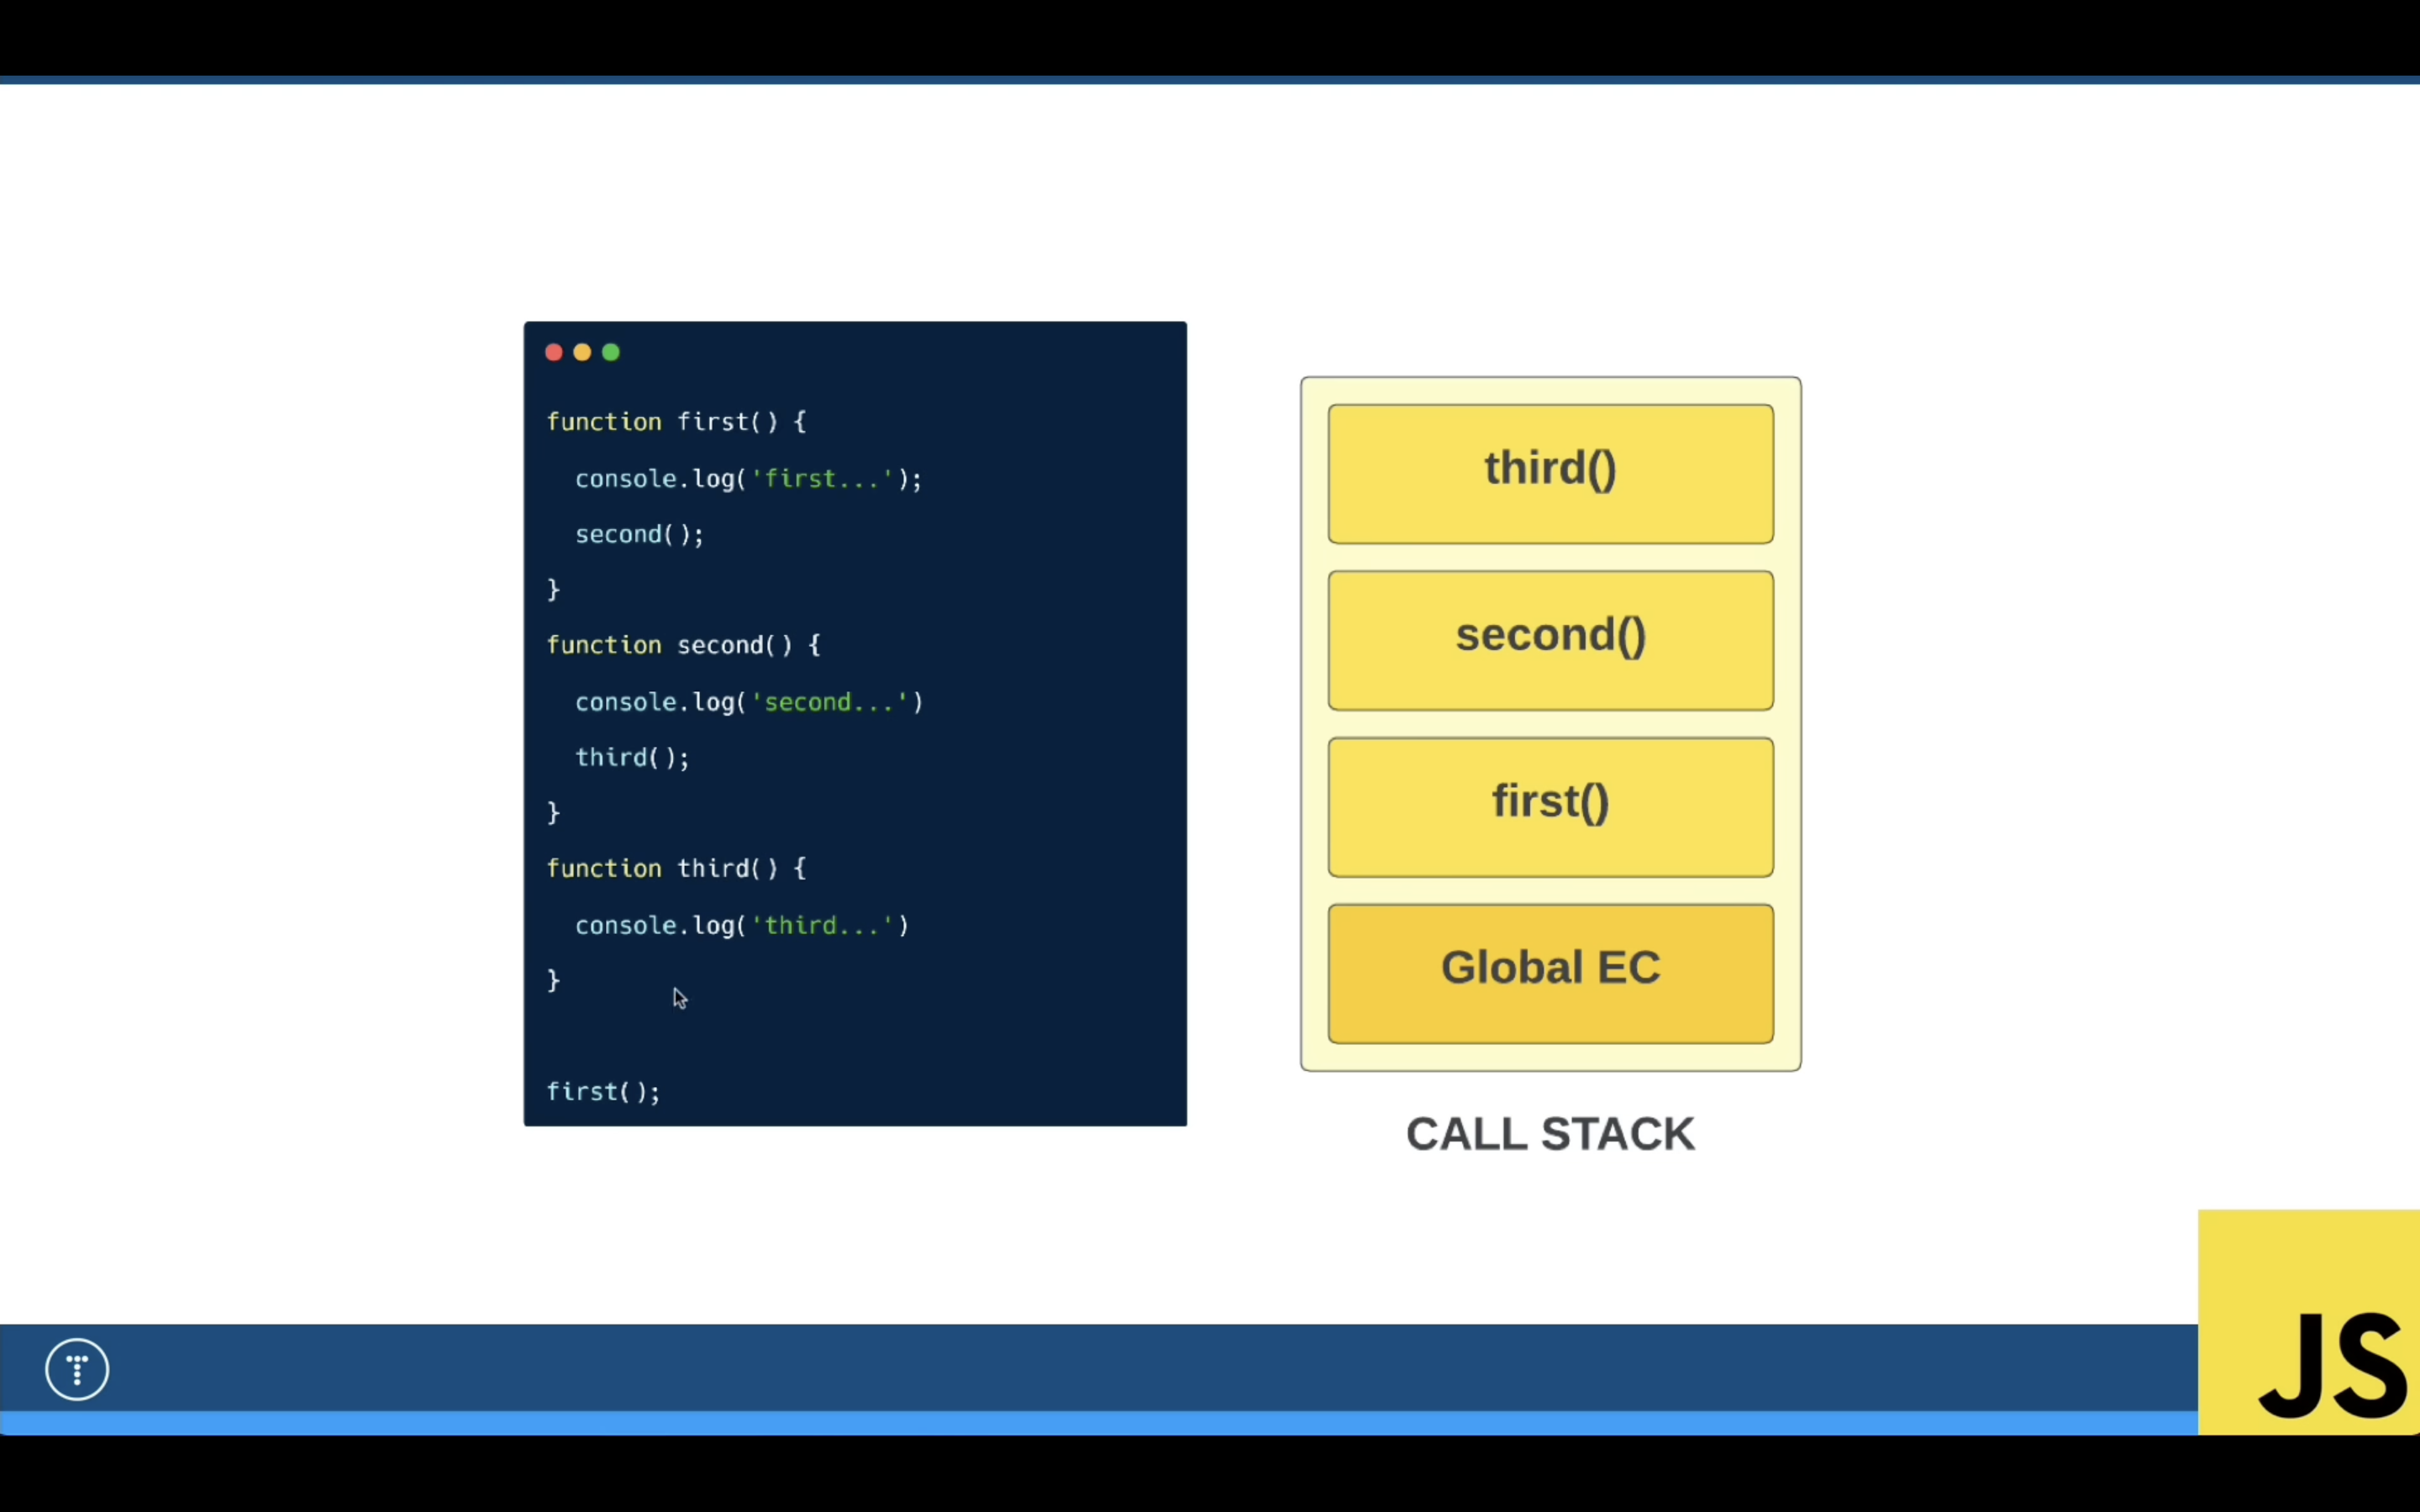 function first() {
console.log('first...');
second();
}
function second() {
console.log('second...')
third();
}
function third() {
console.log('third...')
}
first();
third()
second()
first()
Global EC
CALL STACK
T
JS